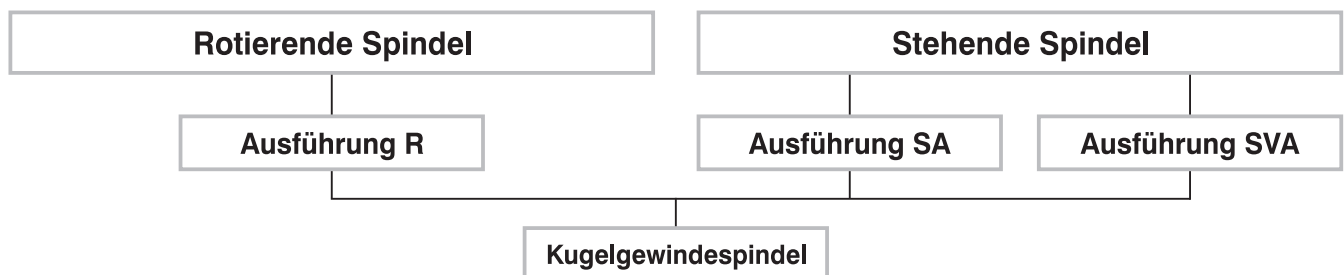 Rotierende Spindel
Stehende Spindel
Ausführung R
Ausführung SA
Ausführung SVA
Kugelgewindespindel